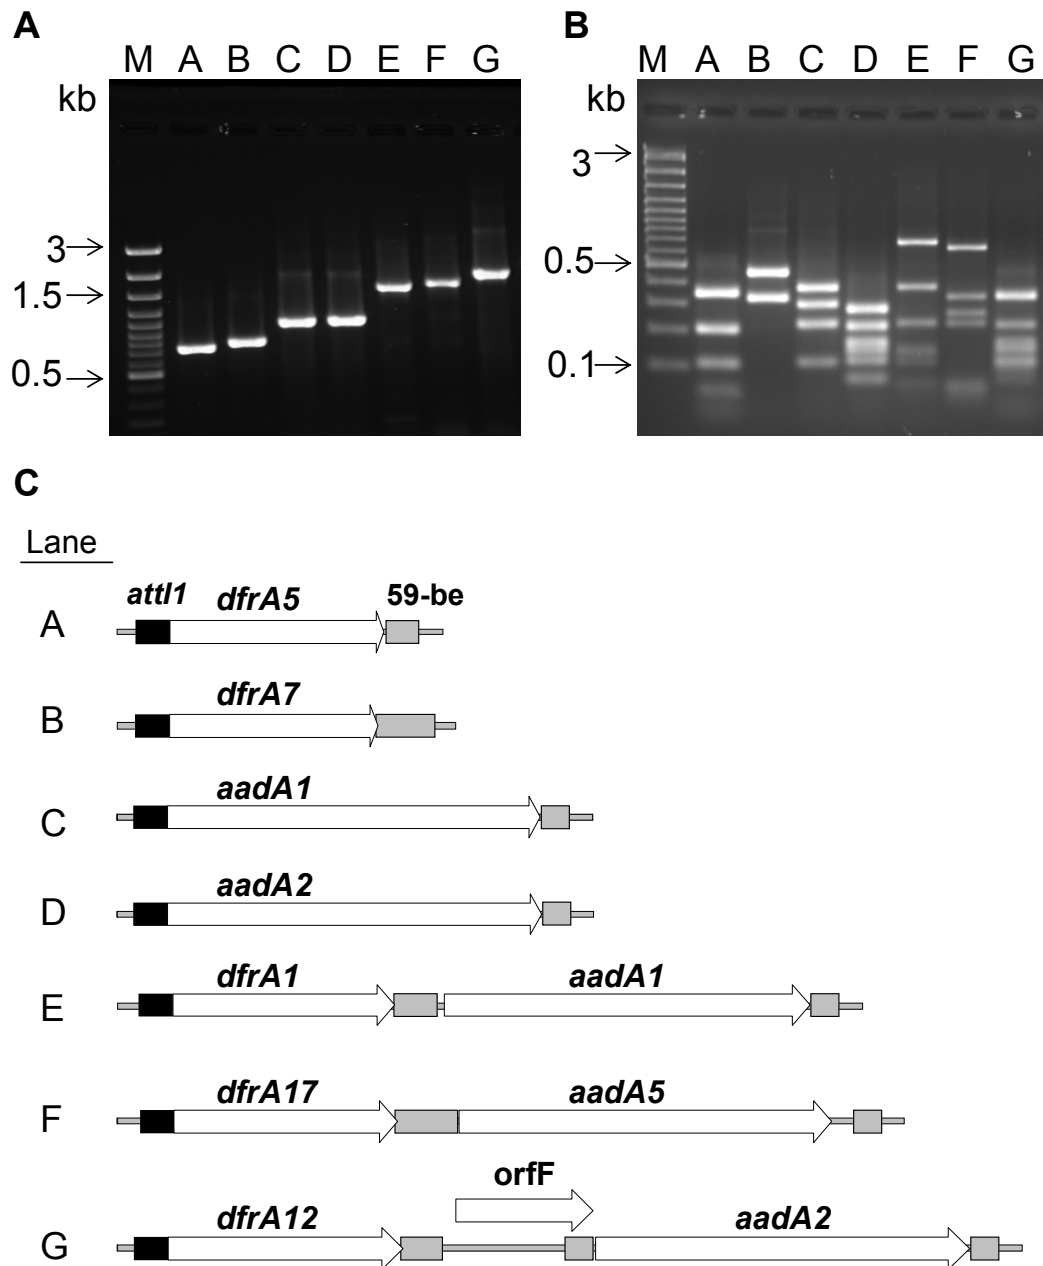 A
B
M A B C D E F G
M A B C D E F G
kb
kb
3
1.5
0.5
3
0.5
0.1
C
Lane
attI1 dfrA5 59-be
A
dfrA7
B
aadA1
C
aadA2
D
dfrA1 aadA1
E
dfrA17 aadA5
F
orfF
dfrA12 aadA2
G